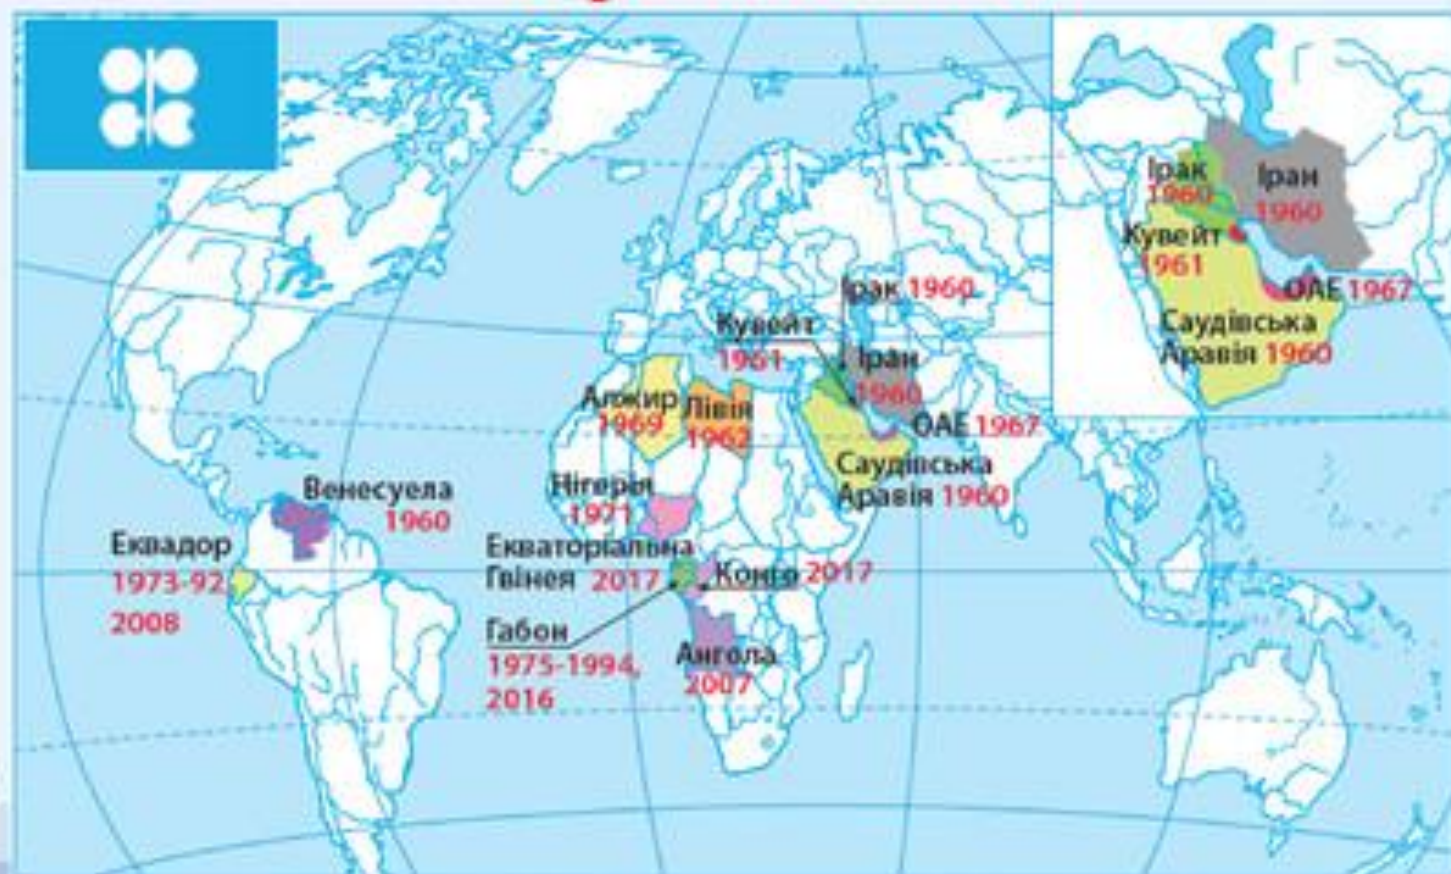 Ірак
1960
Іран
1960
Кувейт
1961
ОАЕ 1967
Саудівська
Аравія 1960
Ірак 1960
Кувейт
1961
Іран
1960
Алжир
1969
Лівія
1962
ОАЕ 1967
Саудівська
Аравія 1960
Венесуела
1960
Нігерія
1971
Еквадор
1973-92,
2008
Екваторіальна
Гвінея 2017
Конго 2017
Габон
1975-1994,
2016
Ангола
2007